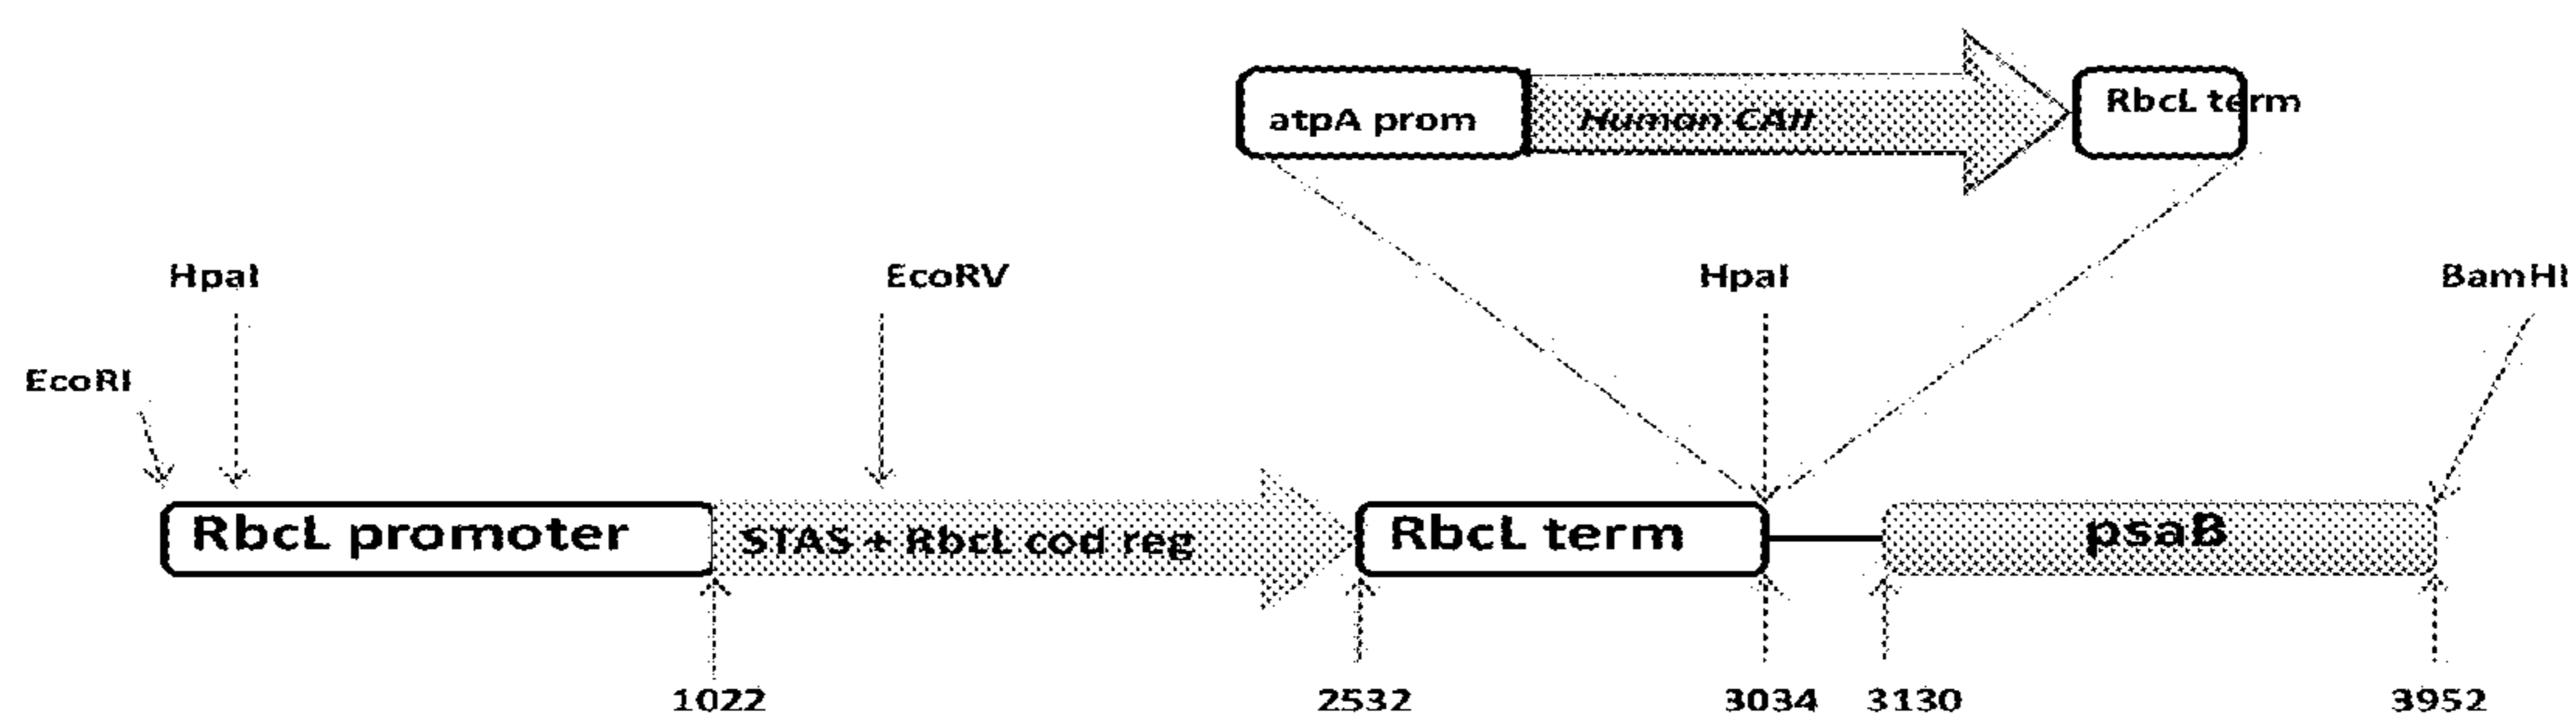 atpA prom
Human CAII
RbcL term
HpaI
EcoRV
HpaI
BamHI
EcoRI
RbcL promoter
STAS + RbcL cod reg
RbcL term
psaB
1022
2532
3034
3130
3952